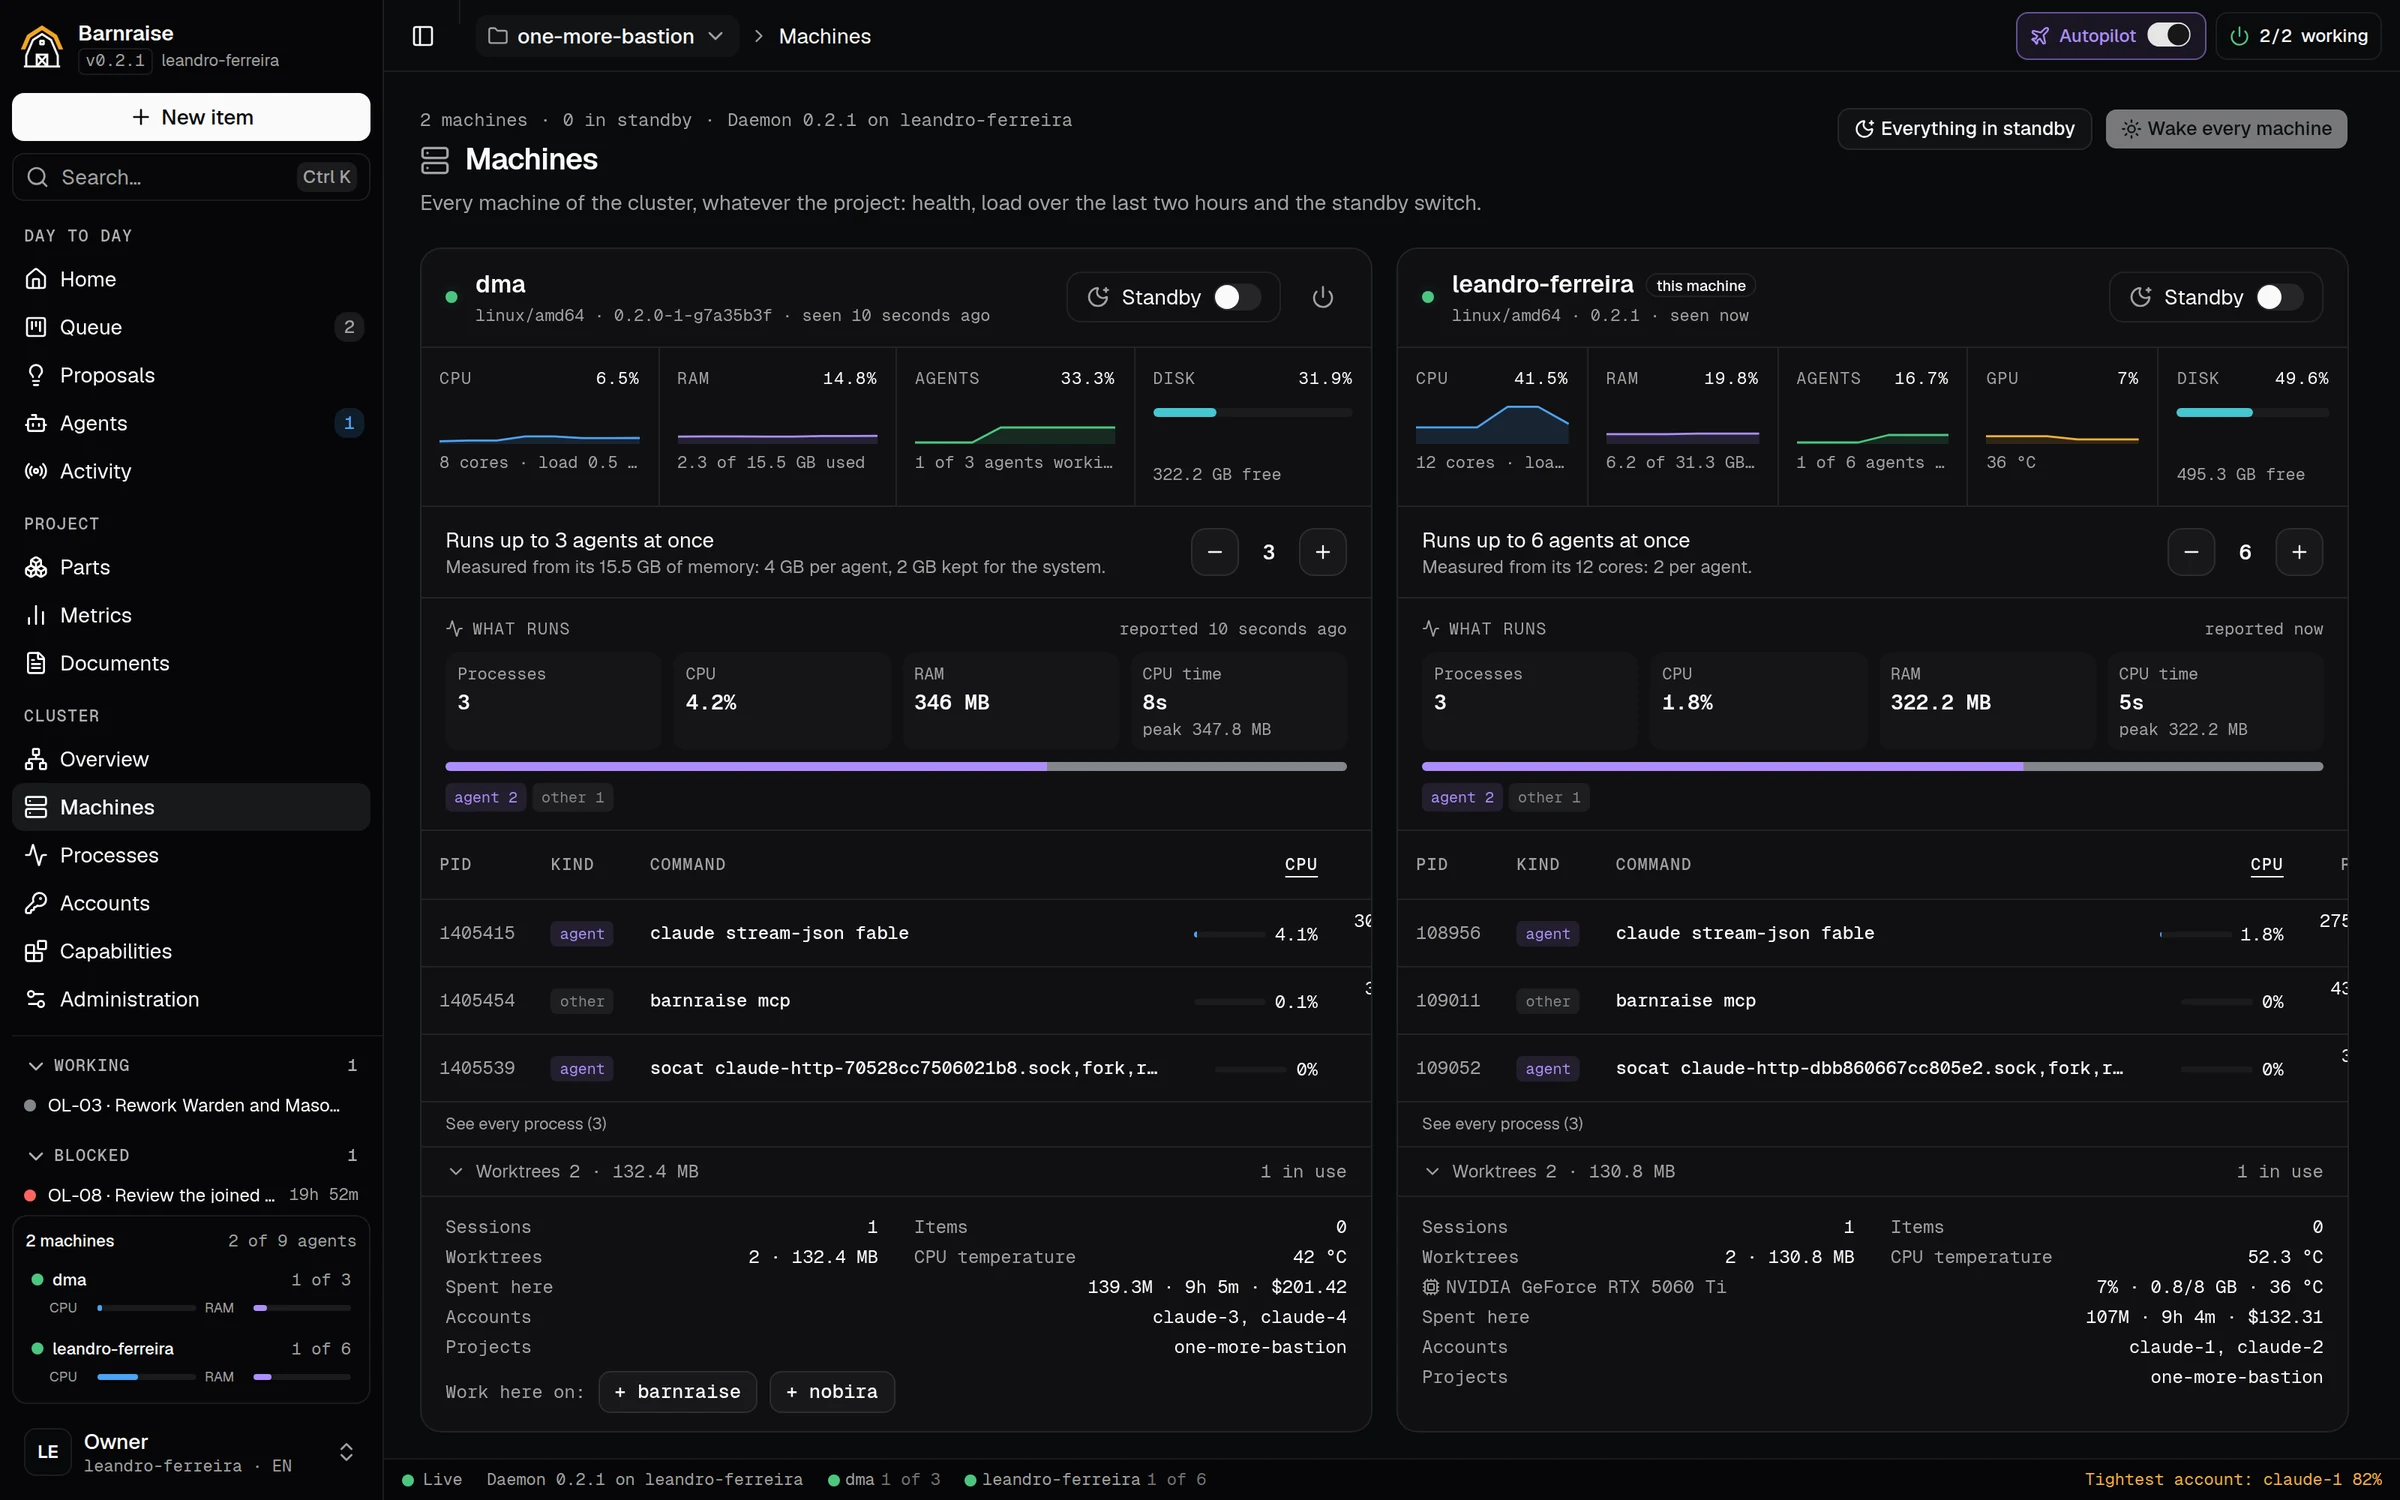 Barnraise
v0.2.1 leandro-ferreira
New item
Search... Ctrl K
DAY TO DAY
Home
Queue 2
Proposals
Agents 1
Activity
PROJECT
Parts
Metrics
Documents
CLUSTER
Overview
Machines
Processes
Accounts
Capabilities
Administration
WORKING 1
OL-03 · Rework Warden and Maso...
BLOCKED 1
OL-08 · Review the joined ... 19h 52m
2 machines 2 of 9 agents
dma 1 of 3
CPU RAM
leandro-ferreira 1 of 6
CPU RAM
LE Owner
leandro-ferreira · EN
one-more-bastion > Machines
Autopilot
2/2 working
2 machines · 0 in standby · Daemon 0.2.1 on leandro-ferreira
Machines
Every machine of the cluster, whatever the project: health, load over the last two hours and the standby switch.
Everything in standby
Wake every machine
dma
linux/amd64 · 0.2.0-1-g7a35b3f · seen 10 seconds ago
Standby
CPU 6.5%
8 cores · load 0.5 ...
RAM 14.8%
2.3 of 15.5 GB used
AGENTS 33.3%
1 of 3 agents worki...
DISK 31.9%
322.2 GB free
Runs up to 3 agents at once
Measured from its 15.5 GB of memory: 4 GB per agent, 2 GB kept for the system.
− 3 +
WHAT RUNS reported 10 seconds ago
Processes
3
CPU
4.2%
RAM
346 MB
CPU time
8s
peak 347.8 MB
agent 2 other 1
PID KIND COMMAND CPU
1405415 agent claude stream-json fable 4.1% 30
1405454 other barnraise mcp 0.1% 3
1405539 agent socat claude-http-70528cc7506021b8.sock,fork,r... 0%
See every process (3)
Worktrees 2 · 132.4 MB 1 in use
Sessions 1 Items 0
Worktrees 2 · 132.4 MB CPU temperature 42 °C
Spent here 139.3M · 9h 5m · $201.42
Accounts claude-3, claude-4
Projects one-more-bastion
Work here on: + barnraise + nobira
leandro-ferreira this machine
linux/amd64 · 0.2.1 · seen now
Standby
CPU 41.5%
12 cores · loa...
RAM 19.8%
6.2 of 31.3 GB...
AGENTS 16.7%
1 of 6 agents ...
GPU 7%
36 °C
DISK 49.6%
495.3 GB free
Runs up to 6 agents at once
Measured from its 12 cores: 2 per agent.
− 6 +
WHAT RUNS reported now
Processes
3
CPU
1.8%
RAM
322.2 MB
CPU time
5s
peak 322.2 MB
agent 2 other 1
PID KIND COMMAND CPU
108956 agent claude stream-json fable 1.8% 275
109011 other barnraise mcp 0% 43
109052 agent socat claude-http-dbb860667cc805e2.sock,fork,r... 0% 3
See every process (3)
Worktrees 2 · 130.8 MB 1 in use
Sessions 1 Items 0
Worktrees 2 · 130.8 MB CPU temperature 52.3 °C
NVIDIA GeForce RTX 5060 Ti 7% · 0.8/8 GB · 36 °C
Spent here 107M · 9h 4m · $132.31
Accounts claude-1, claude-2
Projects one-more-bastion
Live Daemon 0.2.1 on leandro-ferreira dma 1 of 3 leandro-ferreira 1 of 6
Tightest account: claude-1 82%